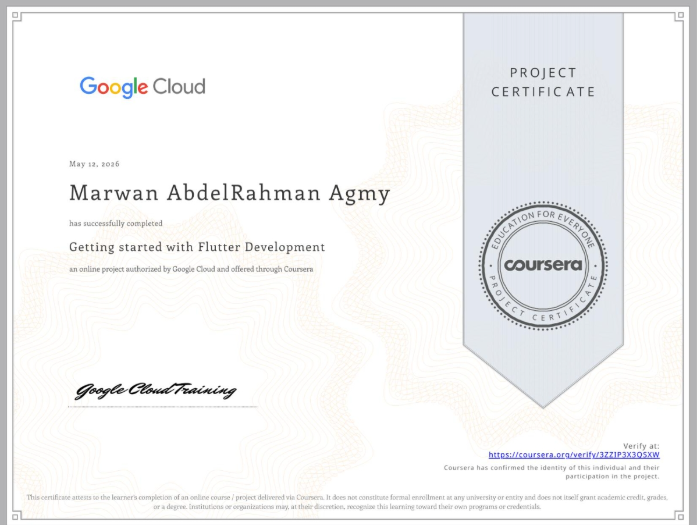 Google Cloud
PROJECT
CERTIFICATE
May 12, 2026
Marwan AbdelRahman Agmy
has successfully completed
Getting started with Flutter Development
an online project authorized by Google Cloud and offered through Coursera
EDUCATION FOR EVERYONE
coursera
PROJECT CERTIFICATE
Google Cloud Training
Verify at:
https://coursera.org/verify/3ZZIP3X3QSXW
Coursera has confirmed the identity of this individual and their
participation in the project.
This certificate attests to the learner's completion of an online course / project delivered via Coursera. It does not constitute formal enrollment at any university or entity and does not itself grant academic credit, grades,
or a degree. Institutions or organizations may, at their discretion, recognize this learning toward their own programs or credentials.